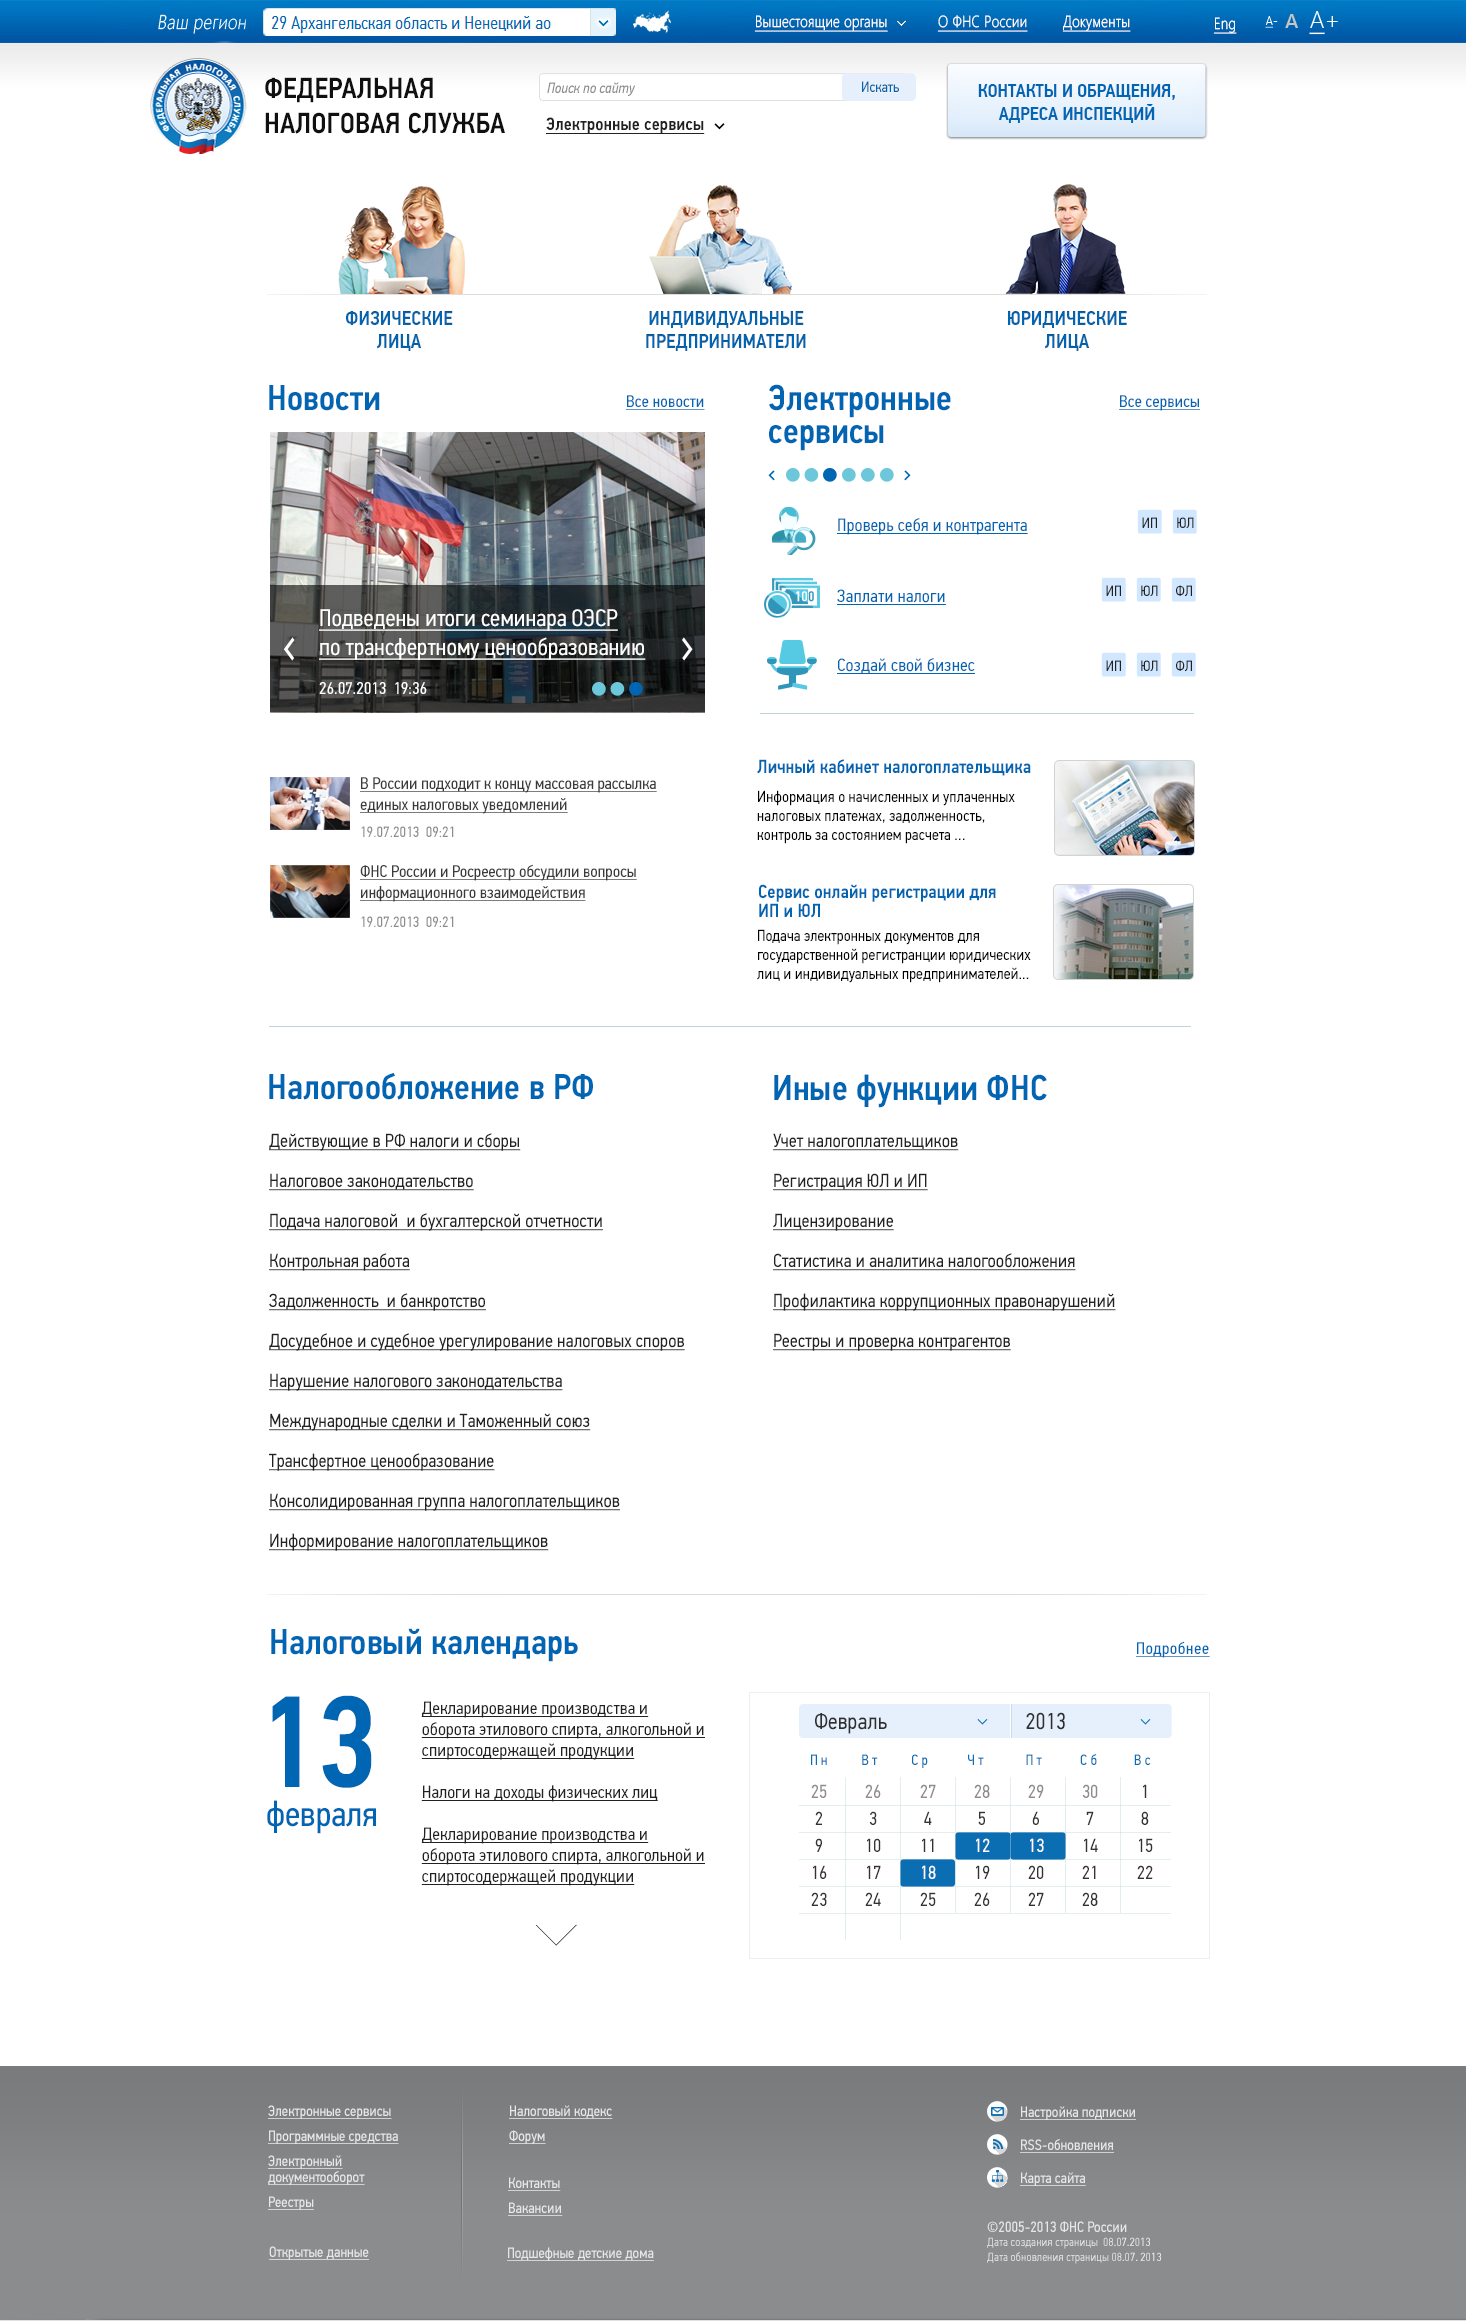 Ваш регион
29 Архангельская область и Ненецкий ао
Вышестоящие органы
О ФНС России
Документы
Eng
A- A A+
ФЕДЕРАЛЬНАЯ НАЛОГОВАЯ СЛУЖБА
ФЕДЕРАЛЬНАЯ
НАЛОГОВАЯ СЛУЖБА
Поиск по сайту
Искать
Электронные сервисы
КОНТАКТЫ И ОБРАЩЕНИЯ,
АДРЕСА ИНСПЕКЦИЙ
ФИЗИЧЕСКИЕ
ЛИЦА
ИНДИВИДУАЛЬНЫЕ
ПРЕДПРИНИМАТЕЛИ
ЮРИДИЧЕСКИЕ
ЛИЦА
Новости
Все новости
Подведены итоги семинара ОЭСР
по трансфертному ценообразованию
26.07.2013 19:36
В России подходит к концу массовая рассылка
единых налоговых уведомлений
19.07.2013 09:21
ФНС России и Росреестр обсудили вопросы
информационного взаимодействия
19.07.2013 09:21
Электронные
сервисы
Все сервисы
Проверь себя и контрагента
ИП ЮЛ
100
Заплати налоги
ИП ЮЛ ФЛ
Создай свой бизнес
ИП ЮЛ ФЛ
Личный кабинет налогоплательщика
Информация о начисленных и уплаченных
налоговых платежах, задолженность,
контроль за состоянием расчета ...
Сервис онлайн регистрации для
ИП и ЮЛ
Подача электронных документов для
государственной регистранции юридических
лиц и индивидуальных предпринимателей...
Налогообложение в РФ
Действующие в РФ налоги и сборы
Налоговое законодательство
Подача налоговой и бухгалтерской отчетности
Контрольная работа
Задолженность и банкротство
Досудебное и судебное урегулирование налоговых споров
Нарушение налогового законодательства
Международные сделки и Таможенный союз
Трансфертное ценообразование
Консолидированная группа налогоплательщиков
Информирование налогоплательщиков
Иные функции ФНС
Учет налогоплательщиков
Регистрация ЮЛ и ИП
Лицензирование
Статистика и аналитика налогообложения
Профилактика коррупционных правонарушений
Реестры и проверка контрагентов
Налоговый календарь
Подробнее
13
февраля
Декларирование производства и
оборота этилового спирта, алкогольной и
спиртосодержащей продукции
Налоги на доходы физических лиц
Декларирование производства и
оборота этилового спирта, алкогольной и
спиртосодержащей продукции
Февраль 2013
Пн Вт Ср Чт Пт Сб Вс
25 26 27 28 29 30 1
2 3 4 5 6 7 8
9 10 11 12 13 14 15
16 17 18 19 20 21 22
23 24 25 26 27 28
Электронные сервисы
Программные средства
Электронный
документооборот
Реестры
Открытые данные
Налоговый кодекс
Форум
Контакты
Вакансии
Подшефные детские дома
Настройка подписки
RSS-обновления
Карта сайта
©2005-2013 ФНС России
Дата создания страницы 08.07.2013
Дата обновления страницы 08.07. 2013